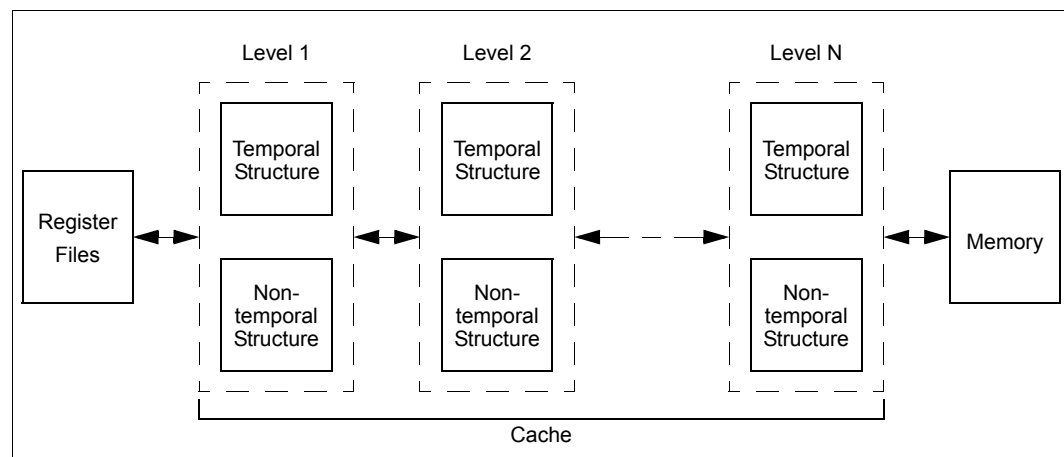 Level 1
Level 2
Level N
Temporal
Structure
Temporal
Structure
Temporal
Structure
Register
Files
Memory
Non-
temporal
Structure
Non-
temporal
Structure
Non-
temporal
Structure
Cache